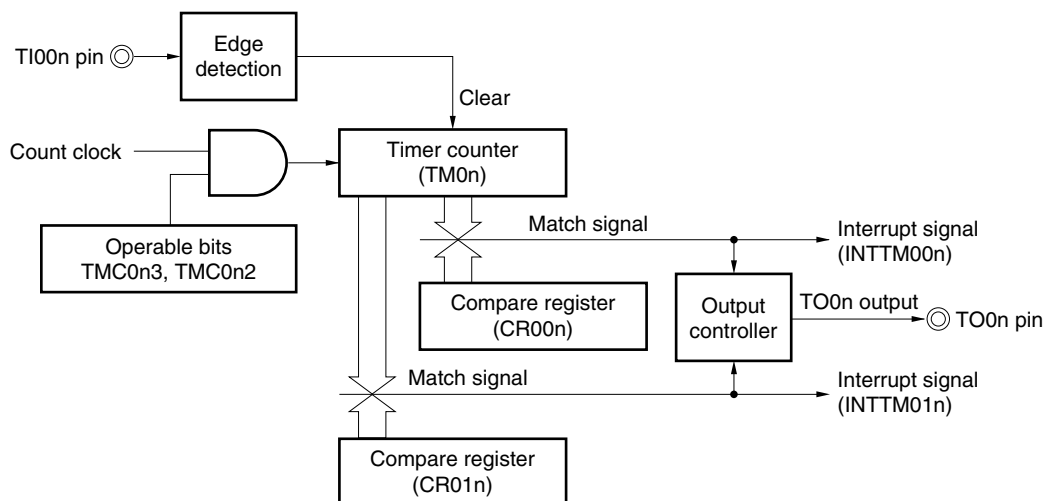 TI00n pin
Edge
detection
Clear
Count clock
Timer counter
(TM0n)
Operable bits
TMC0n3, TMC0n2
Match signal
Interrupt signal
(INTTM00n)
Compare register
(CR00n)
Output
controller
TO0n output
TO0n pin
Match signal
Interrupt signal
(INTTM01n)
Compare register
(CR01n)